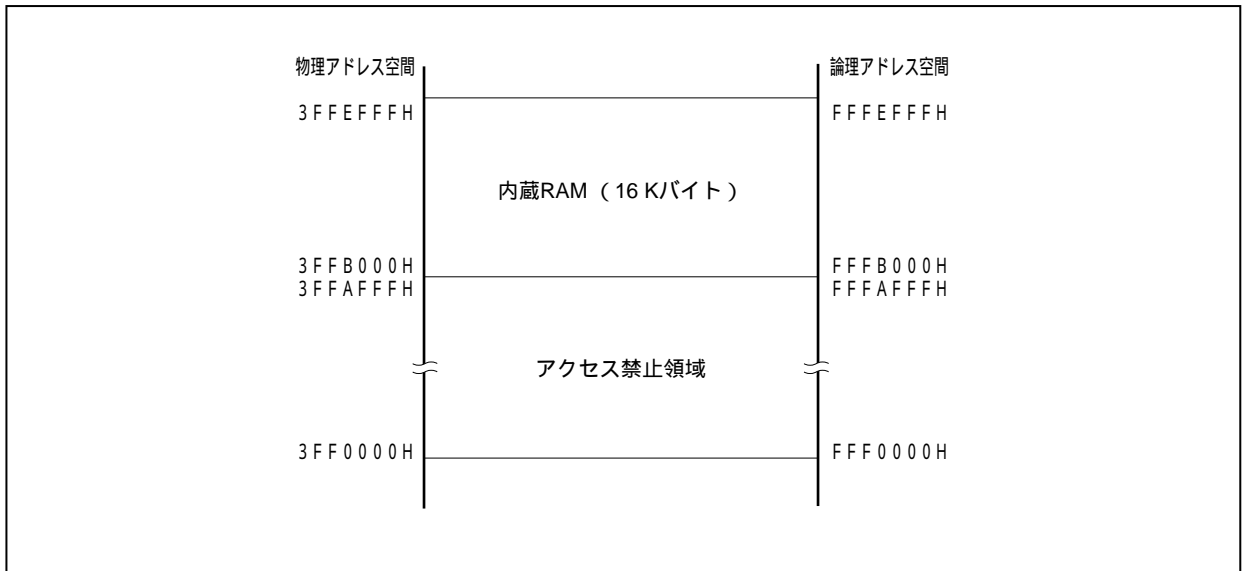 物理アドレス空間 論理アドレス空間
3FFEFFFH FFFEFFFH
内蔵RAM （16 Kバイト）
3FFB000H FFFB000H
3FFAFFFH FFFAFFFH
アクセス禁止領域
3FF0000H FFF0000H